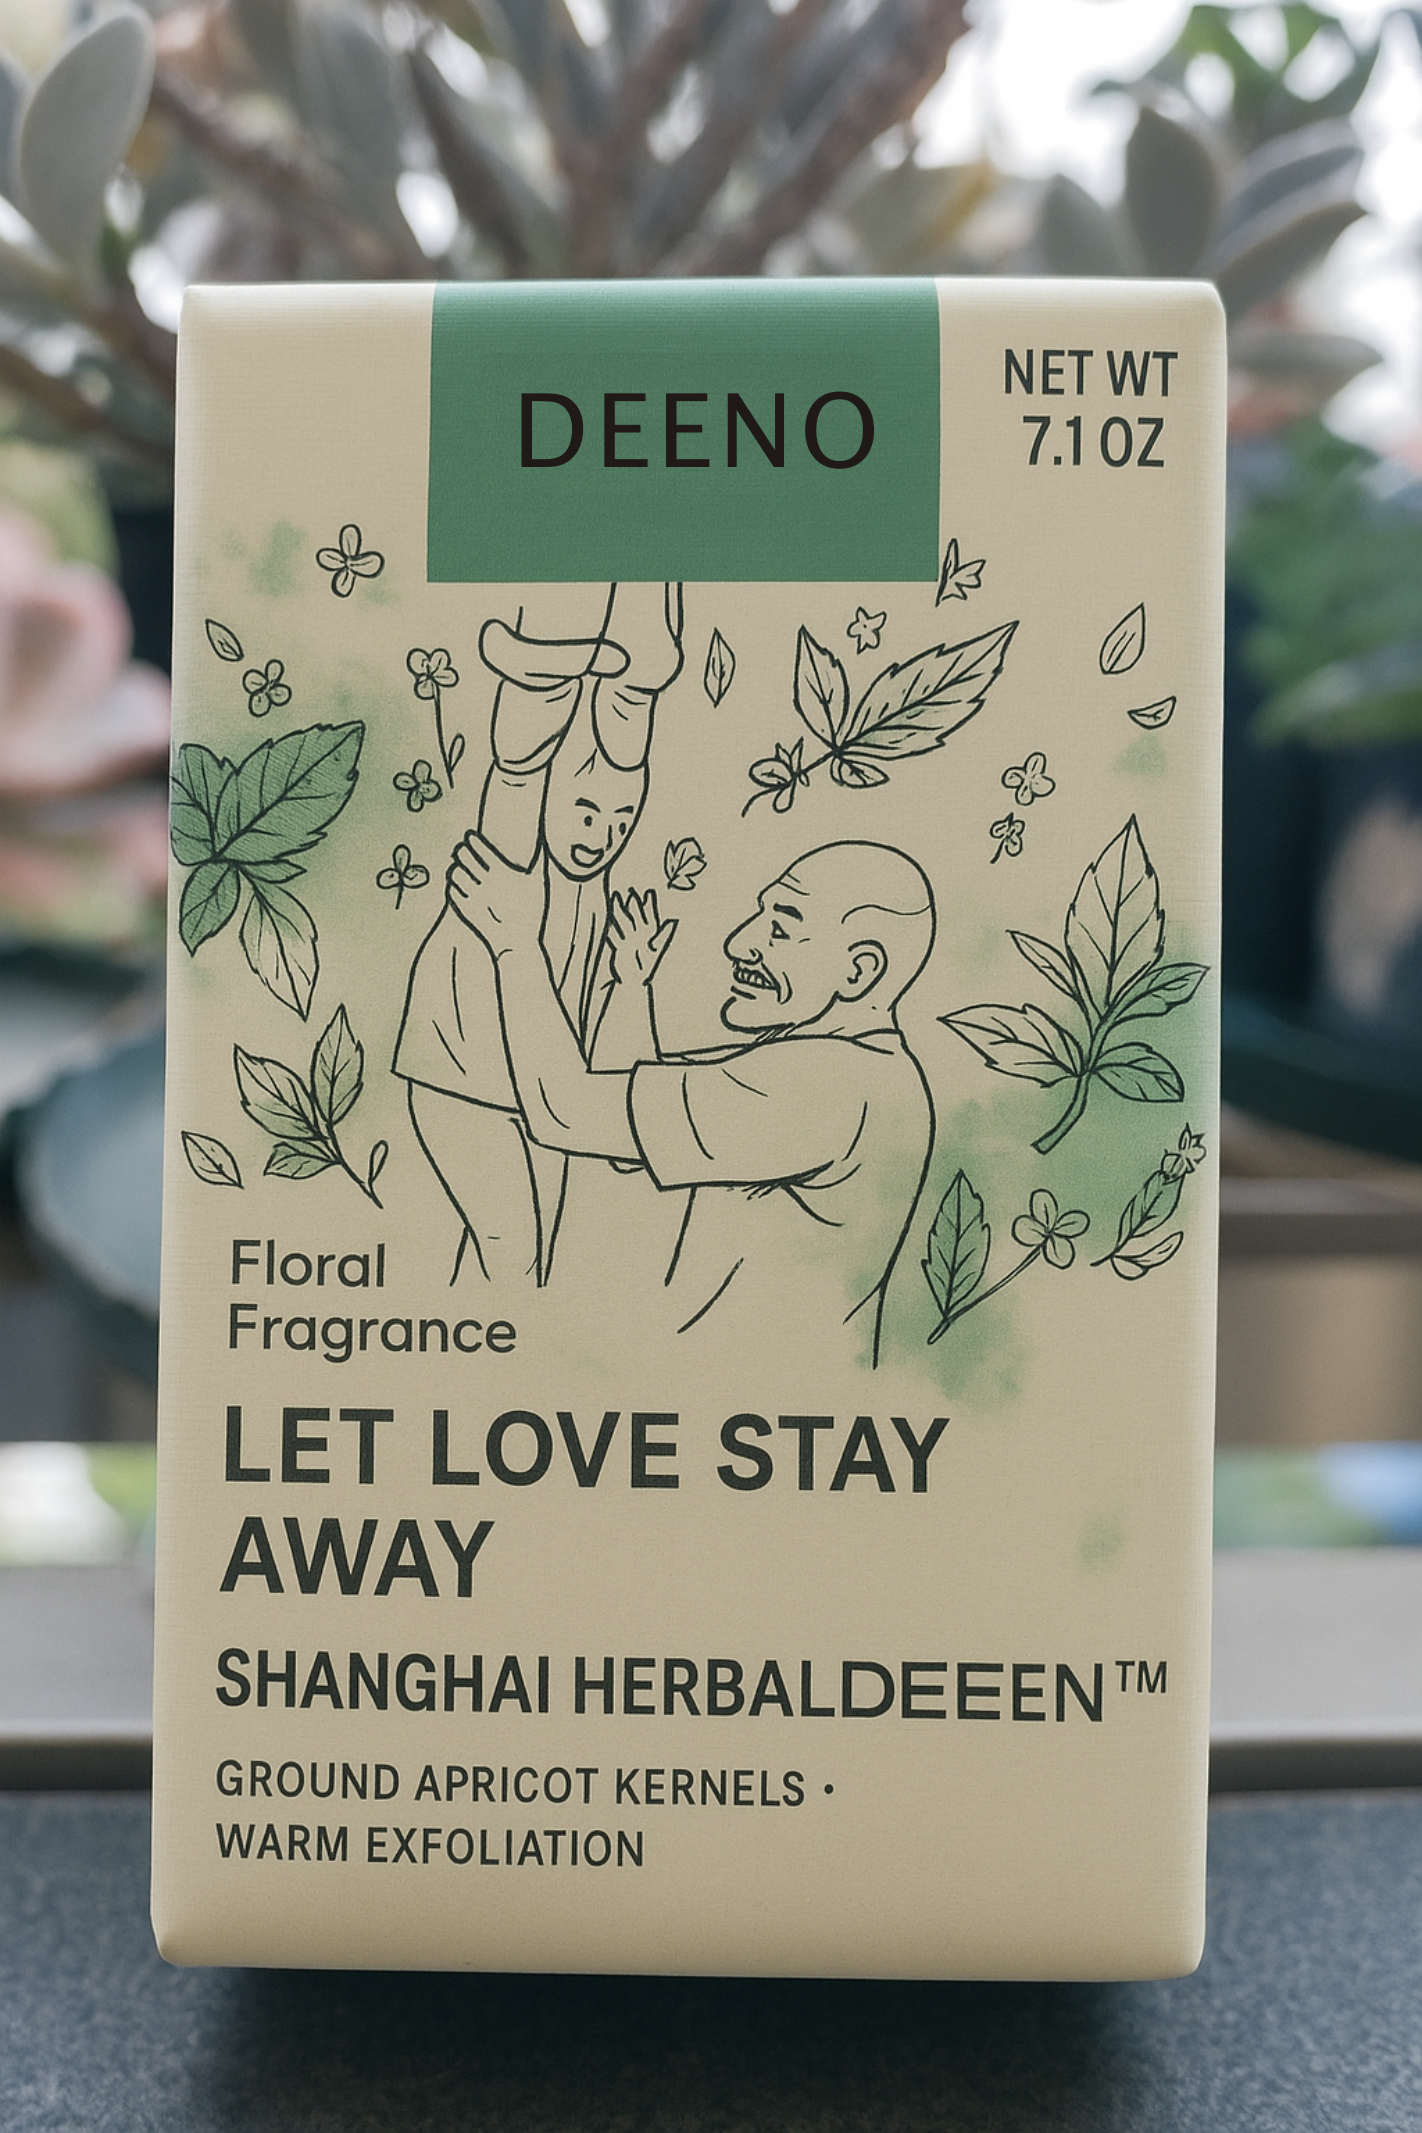 DEENO
NET WT
7.1 OZ
Floral
Fragrance
LET LOVE STAY
AWAY
SHANGHAI HERBALDEEEN™
GROUND APRICOT KERNELS •
WARM EXFOLIATION